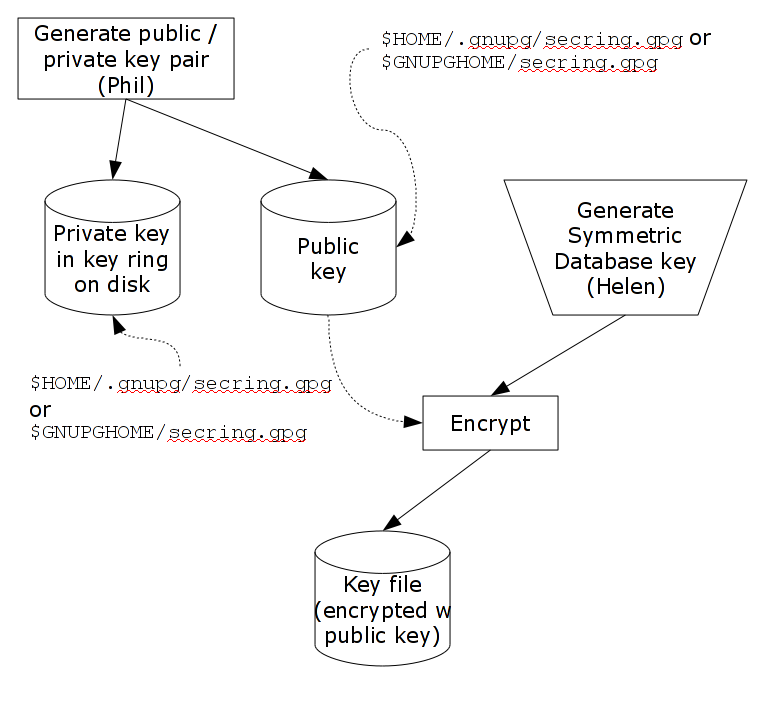 Generate public /
private key pair
(Phil)
$HOME/.gnupg/secring.gpg or
$GNUPGHOME/secring.gpg
Private key
in key ring
on disk
Public
key
Generate
Symmetric
Database key
(Helen)
$HOME/.gnupg/secring.gpg
or
$GNUPGHOME/secring.gpg
Encrypt
Key file
(encrypted w
public key)